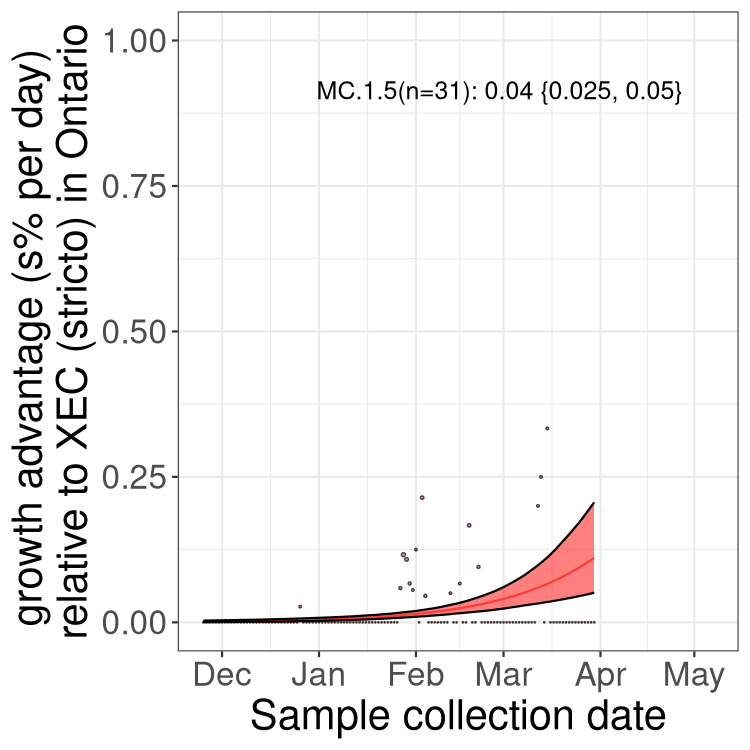 growth advantage (s% per day)
relative to XEC (stricto) in Ontario
1.00
0.75
0.50
0.25
0.00
MC.1.5(n=31): 0.04 {0.025, 0.05}
Dec Jan Feb Mar Apr May
Sample collection date